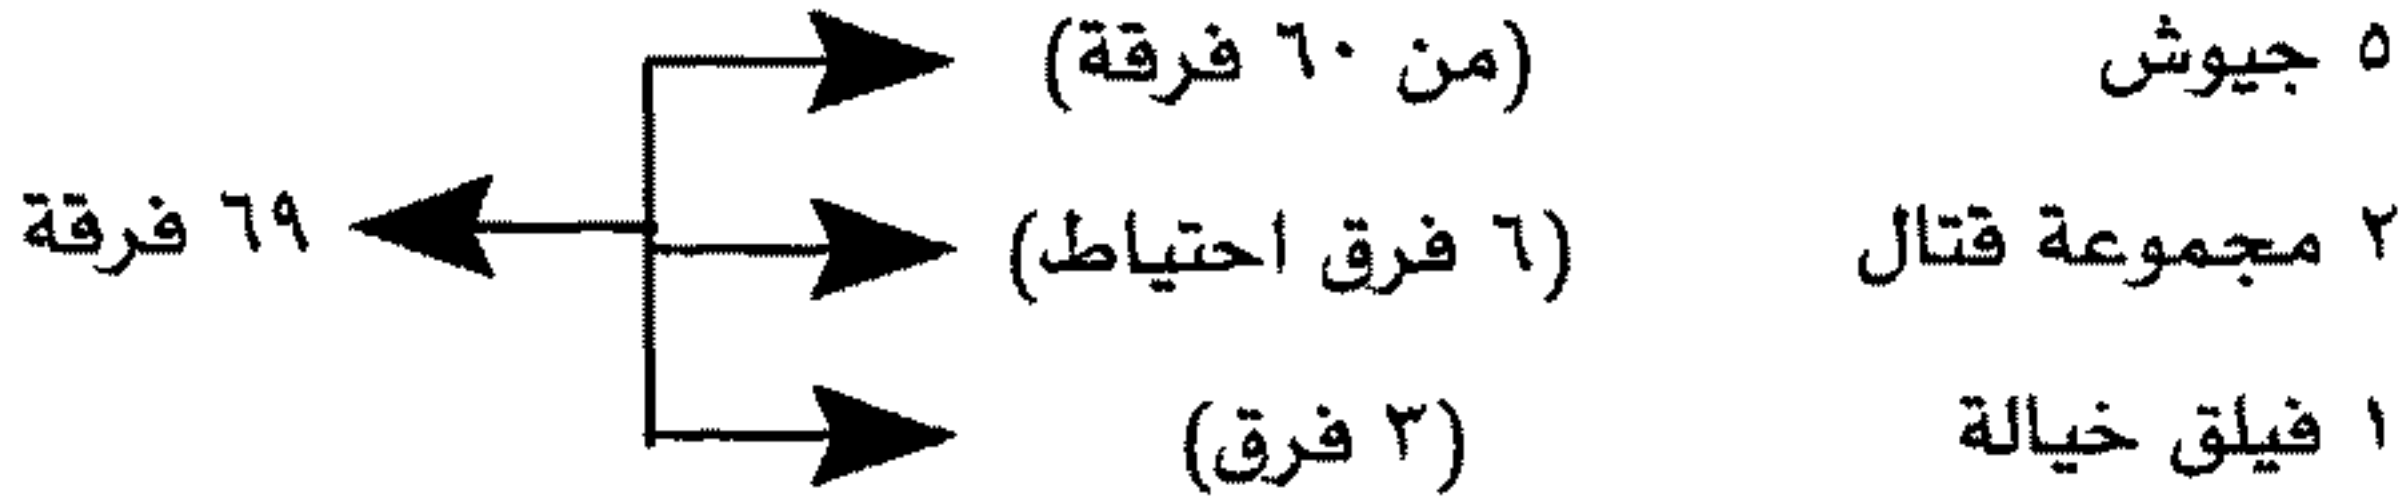 ٥ جيوش (من ٦٠ فرقة)
٢ مجموعة قتال (٦ فرق احتياط) ٦٩ فرقة
١ فيلق خيالة (٣ فرق)